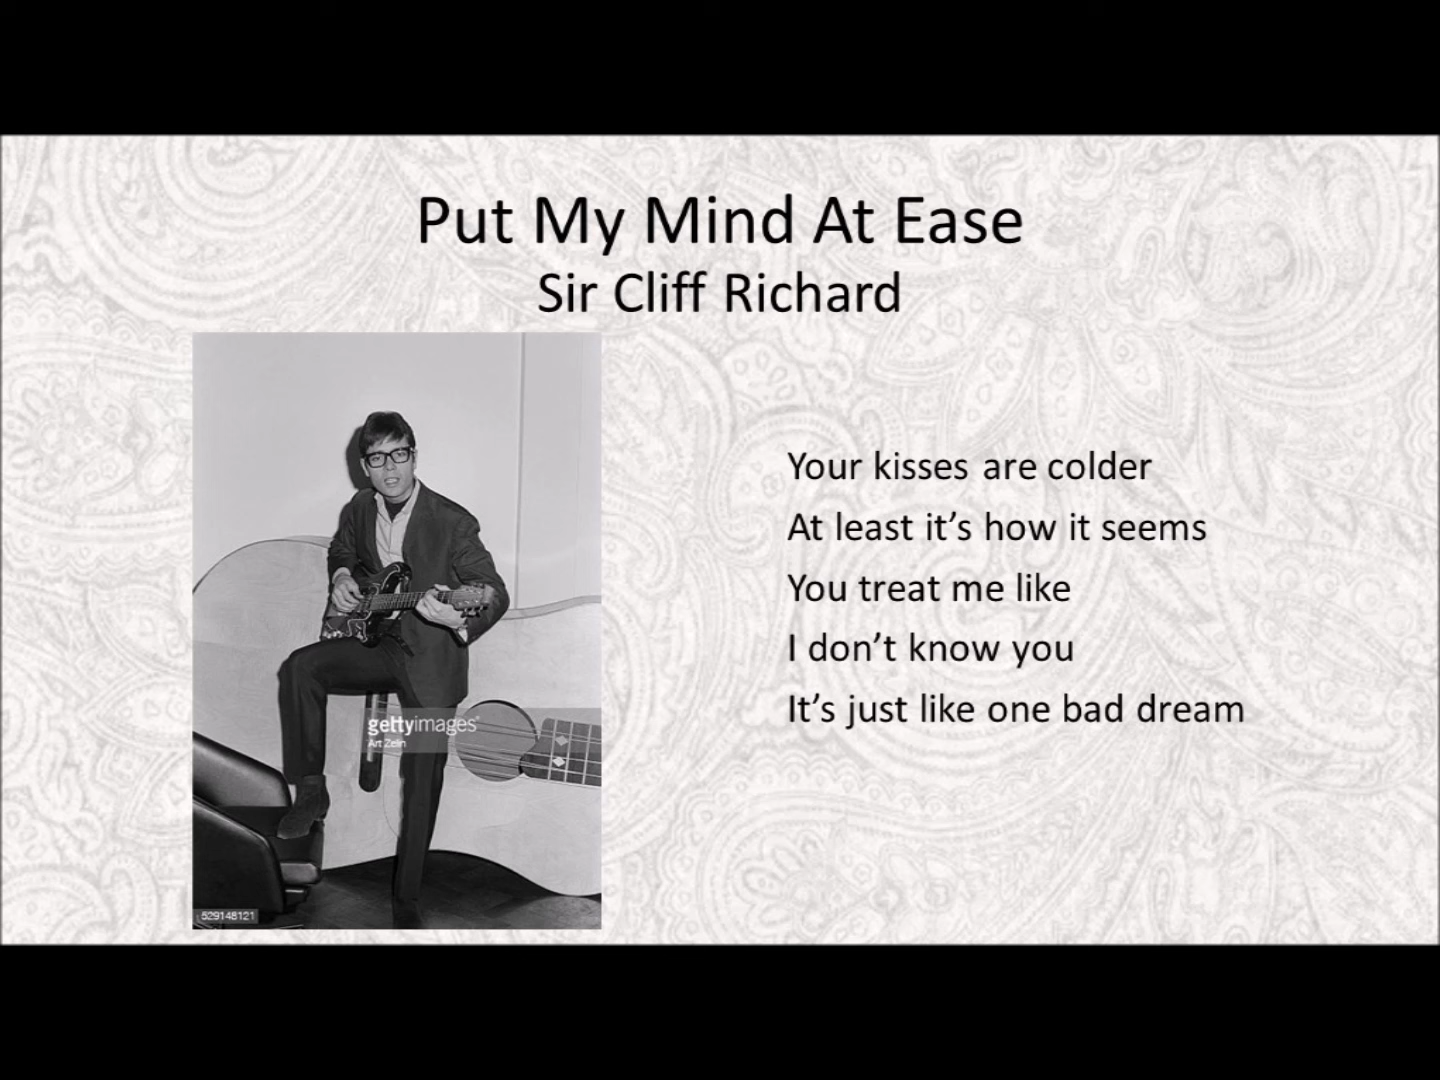 Put My Mind At Ease
Sir Cliff Richard
Your kisses are colder
At least it’s how it seems
You treat me like
I don’t know you
It’s just like one bad dream
gettyimages®
Art Zelin
529148121